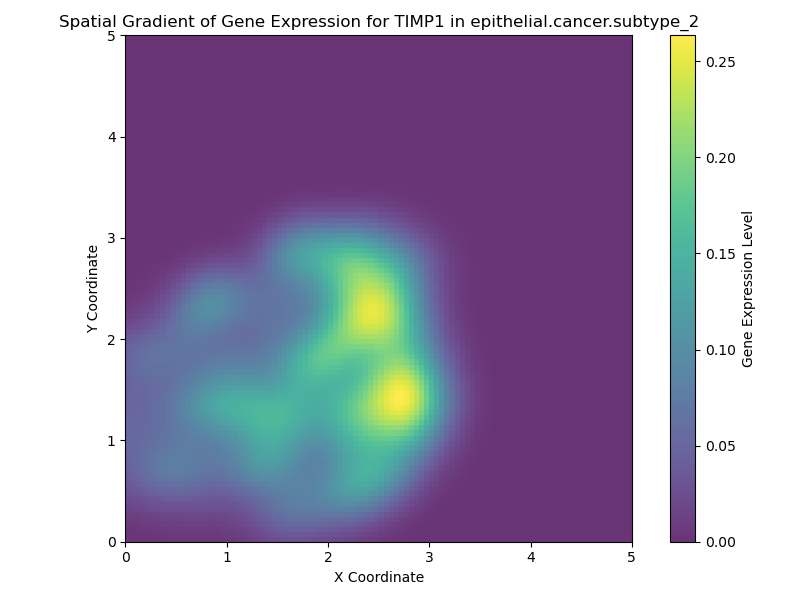 Spatial Gradient of Gene Expression for TIMP1 in epithelial.cancer.subtype_2
5
4
3
2
1
0
Y Coordinate
0 1 2 3 4 5
X Coordinate
0.25
0.20
0.15
0.10
0.05
0.00
Gene Expression Level